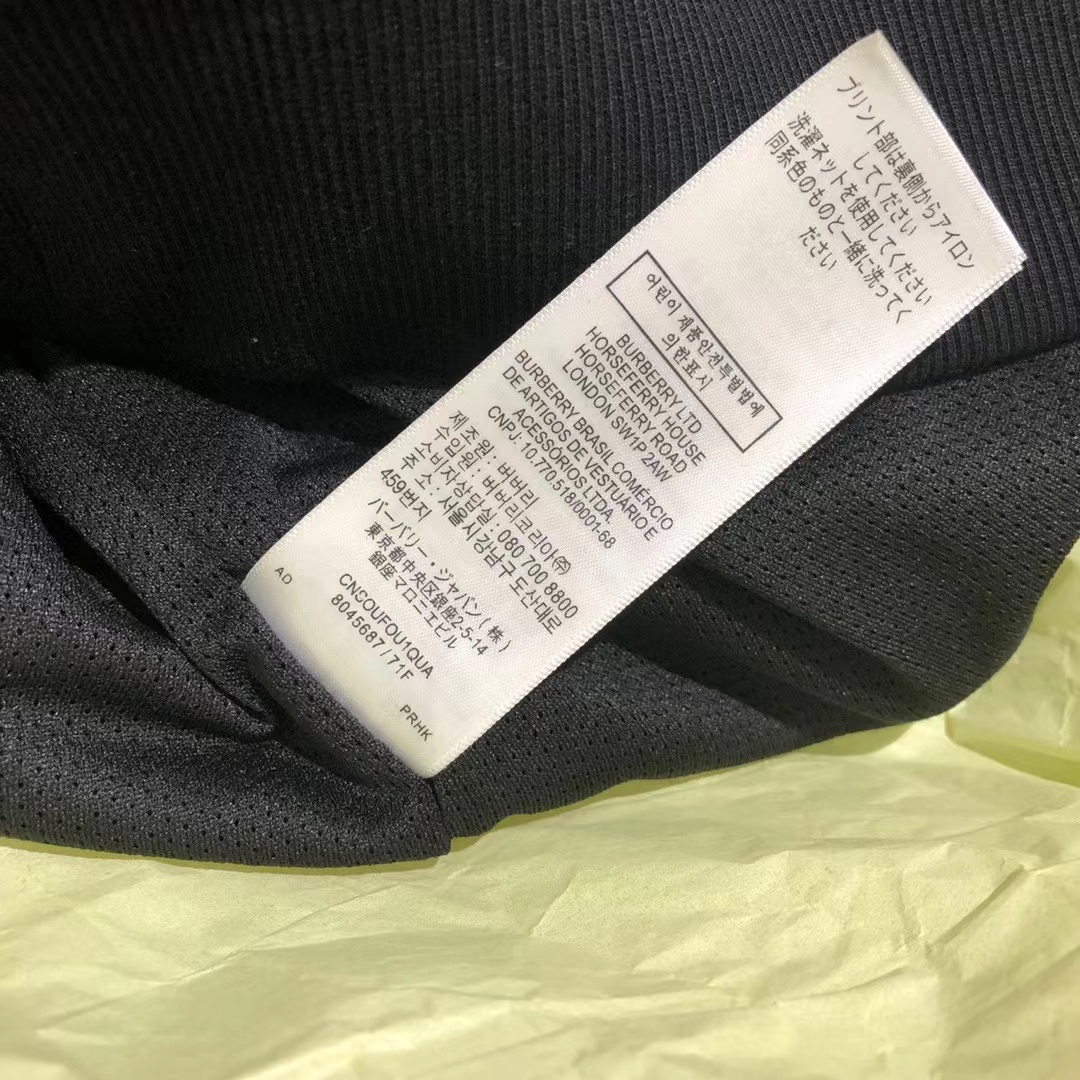 プリント部は裏側からアイロン
してください
洗濯ネットを使用してください
同系色のものと一緒に洗ってく
ださい
어린이 제품안전특별법에
의한표시
BURBERRY LTD
HORSEFERRY HOUSE
HORSEFERRY ROAD
LONDON SW1P 2AW
BURBERRY BRASIL COMÉRCIO
DE ARTIGOS DE VESTUÁRIO E
ACESSÓRIOS LTDA.
CNPJ: 10.770.518/0001-68
제조원 : 버버리
수입원 : 버버리코리아㈜
소비자상담실 : 080 700 8800
주소 : 서울시강남구 도산대로
459번지
バーバリー・ジャパン(株)
東京都中央区銀座2-5-14
銀座マロニエビル
CNSOUFOU1QUA
8045687/71F
AD
PRHK